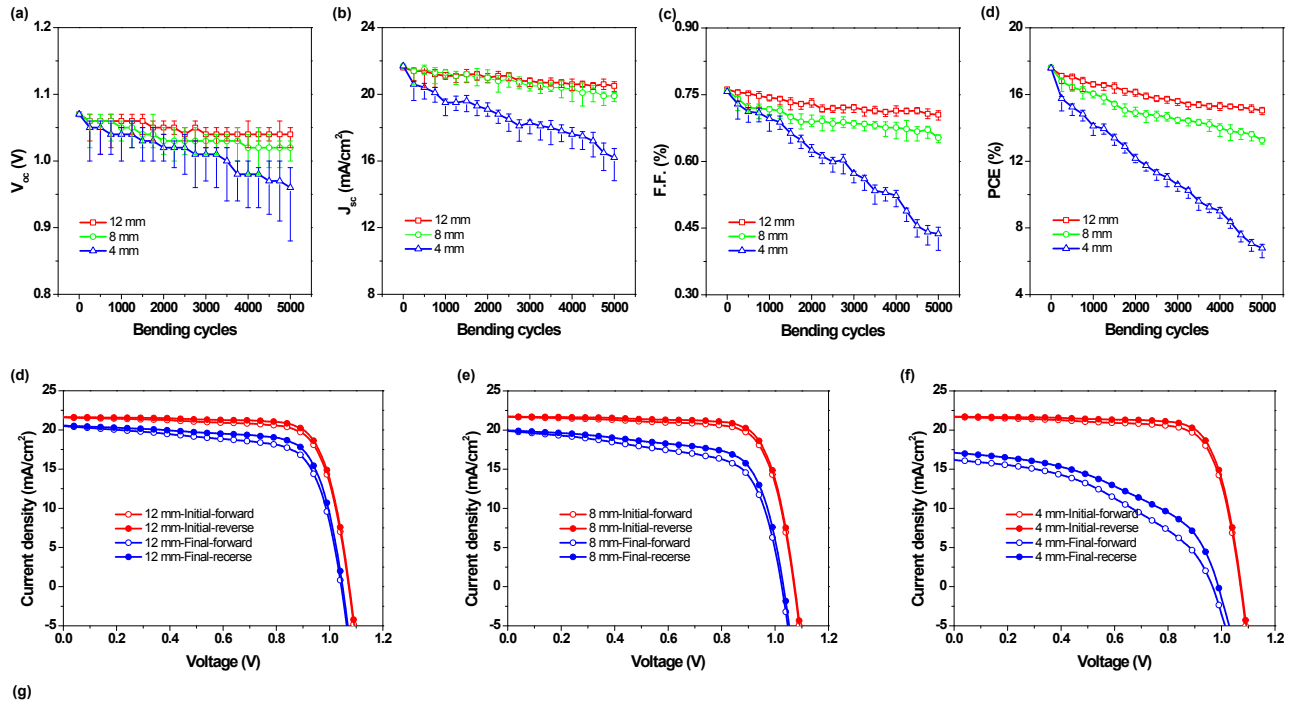 (a)
1.2
1.1
1.0
0.9
0.8
V_oc (V)
12 mm
8 mm
4 mm
0 1000 2000 3000 4000 5000
Bending cycles
(b)
24
20
16
12
8
J_sc (mA/cm²)
12 mm
8 mm
4 mm
0 1000 2000 3000 4000 5000
Bending cycles
(c)
0.90
0.75
0.60
0.45
0.30
F.F. (%)
12 mm
8 mm
4 mm
0 1000 2000 3000 4000 5000
Bending cycles
(d)
20
16
12
8
4
PCE (%)
12 mm
8 mm
4 mm
0 1000 2000 3000 4000 5000
Bending cycles
(d)
25
20
15
10
5
0
-5
Current density (mA/cm²)
12 mm-Initial-forward
12 mm-Initial-reverse
12 mm-Final-forward
12 mm-Final-recerse
0.0 0.2 0.4 0.6 0.8 1.0 1.2
Voltage (V)
(e)
25
20
15
10
5
0
-5
Current density (mA/cm²)
8 mm-Initial-forward
8 mm-Initial-reverse
8 mm-Final-forward
8 mm-Final-recerse
0.0 0.2 0.4 0.6 0.8 1.0 1.2
Voltage (V)
(f)
25
20
15
10
5
0
-5
Current density (mA/cm²)
4 mm-Initial-forward
4 mm-Initial-reverse
4 mm-Final-forward
4 mm-Final-recerse
0.0 0.2 0.4 0.6 0.8 1.0 1.2
Voltage (V)
(g)